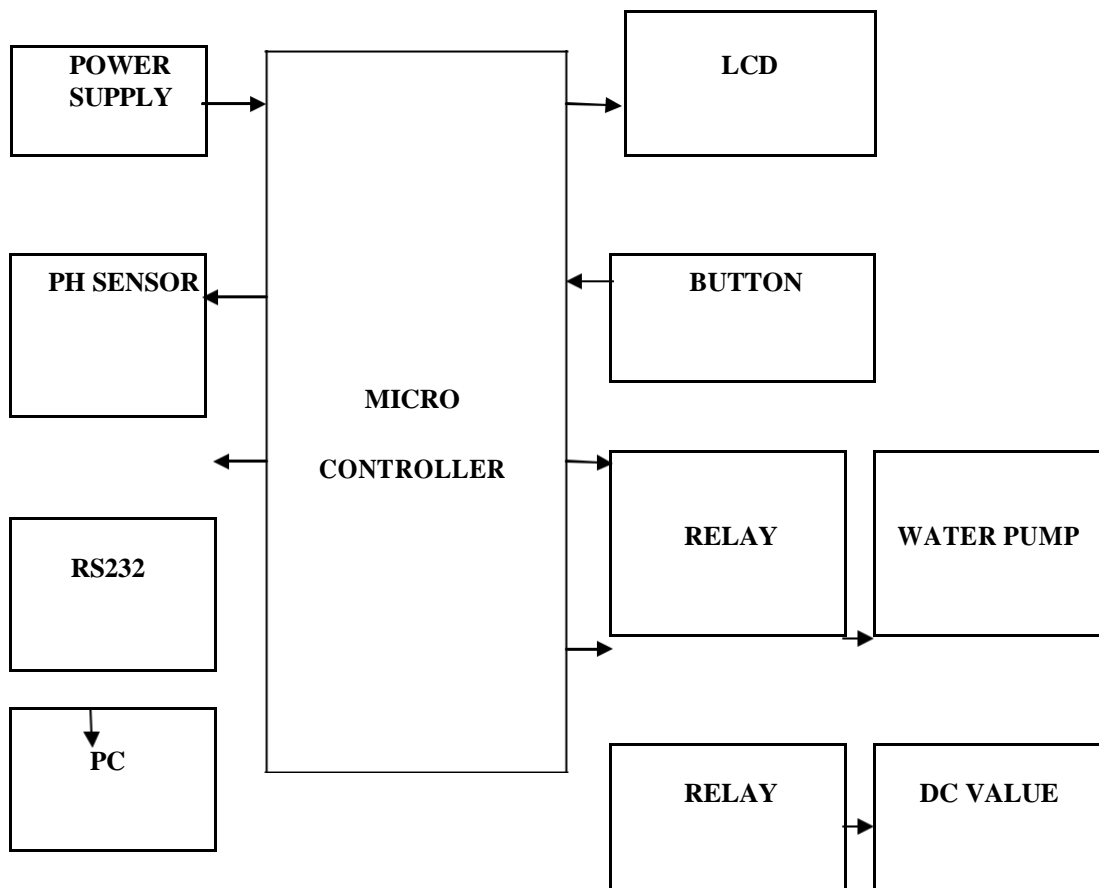 POWER
SUPPLY
LCD
PH SENSOR
BUTTON
MICRO
CONTROLLER
RELAY
WATER PUMP
RS232
PC
RELAY
DC VALUE